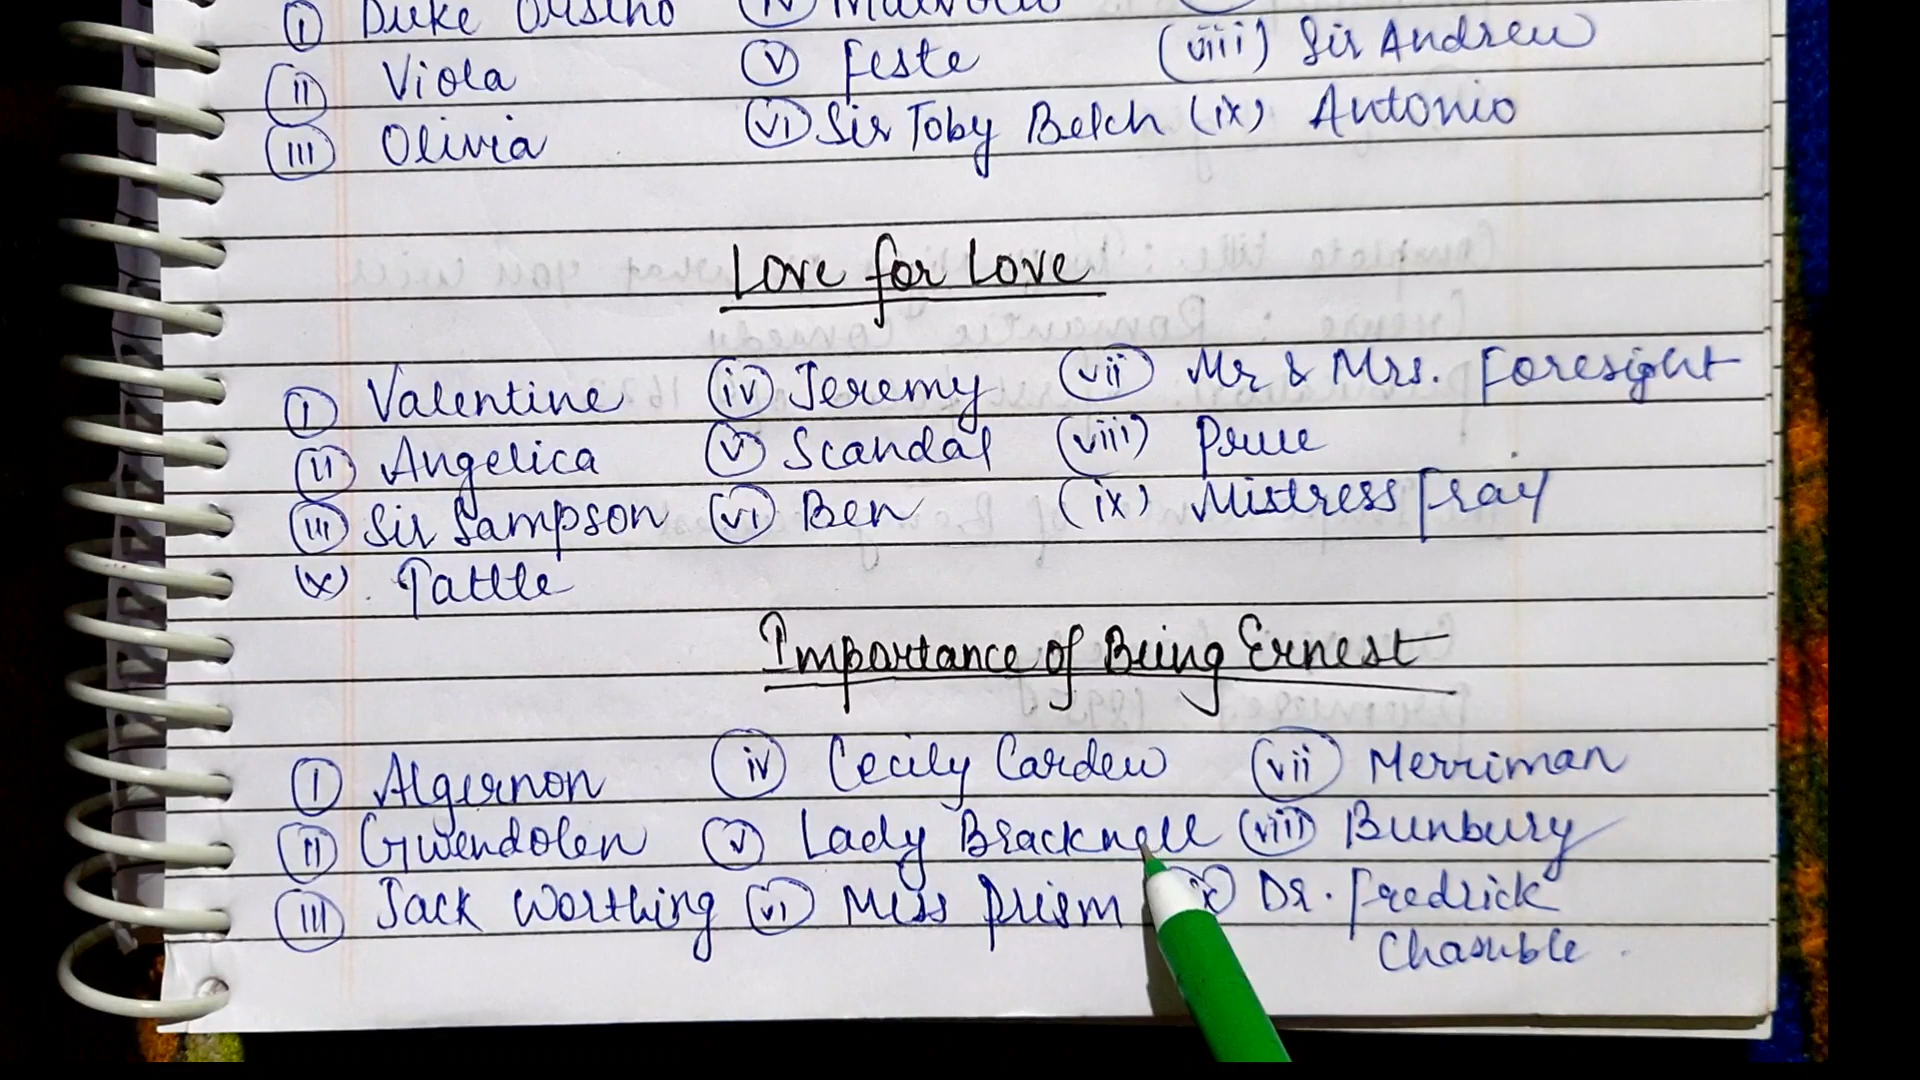 (I) Duke Orsino (iv) Malvolio
(II) Viola (V) Feste (viii) Sir Andrew
(III) Olivia (VI) Sir Toby Belch (ix) Antonio
Love for Love
(I) Valentine (iv) Jeremy (vii) Mr & Mrs. Foresight
(II) Angelica (V) Scandal (viii) Prue
(III) Sir Sampson (VI) Ben (ix) Mistress Fray
(x). Tattle
Importance of Being Ernest
(I) Algernon (iv) Cecily Cardew (vii) Merriman
(II) Gwendolen (V) Lady Bracknell (viii) Bunbury
(III) Jack Worthing (VI) Miss Prism (ix) Dr. Fredrick
Chasuble.